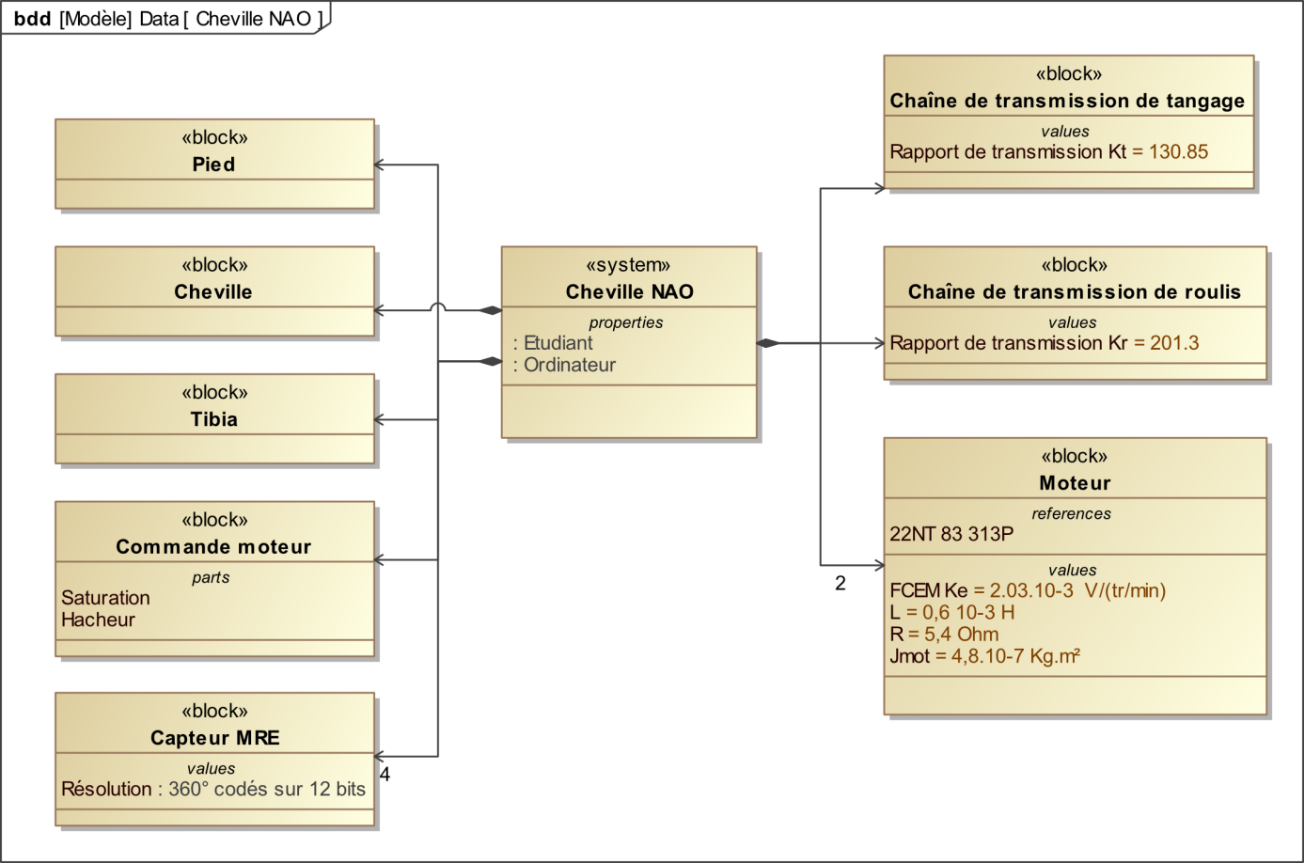 bdd [Modèle] Data [ Cheville NAO ]
«block»
Pied
«block»
Cheville
«block»
Tibia
«block»
Commande moteur
parts
Saturation
Hacheur
«block»
Capteur MRE
values
Résolution : 360° codés sur 12 bits
4
«system»
Cheville NAO
properties
: Etudiant
: Ordinateur
«block»
Chaîne de transmission de tangage
values
Rapport de transmission Kt = 130.85
«block»
Chaîne de transmission de roulis
values
Rapport de transmission Kr = 201.3
2
«block»
Moteur
references
22NT 83 313P
values
FCEM Ke = 2.03.10-3 V/(tr/min)
L = 0,6 10-3 H
R = 5,4 Ohm
Jmot = 4,8.10-7 Kg.m²